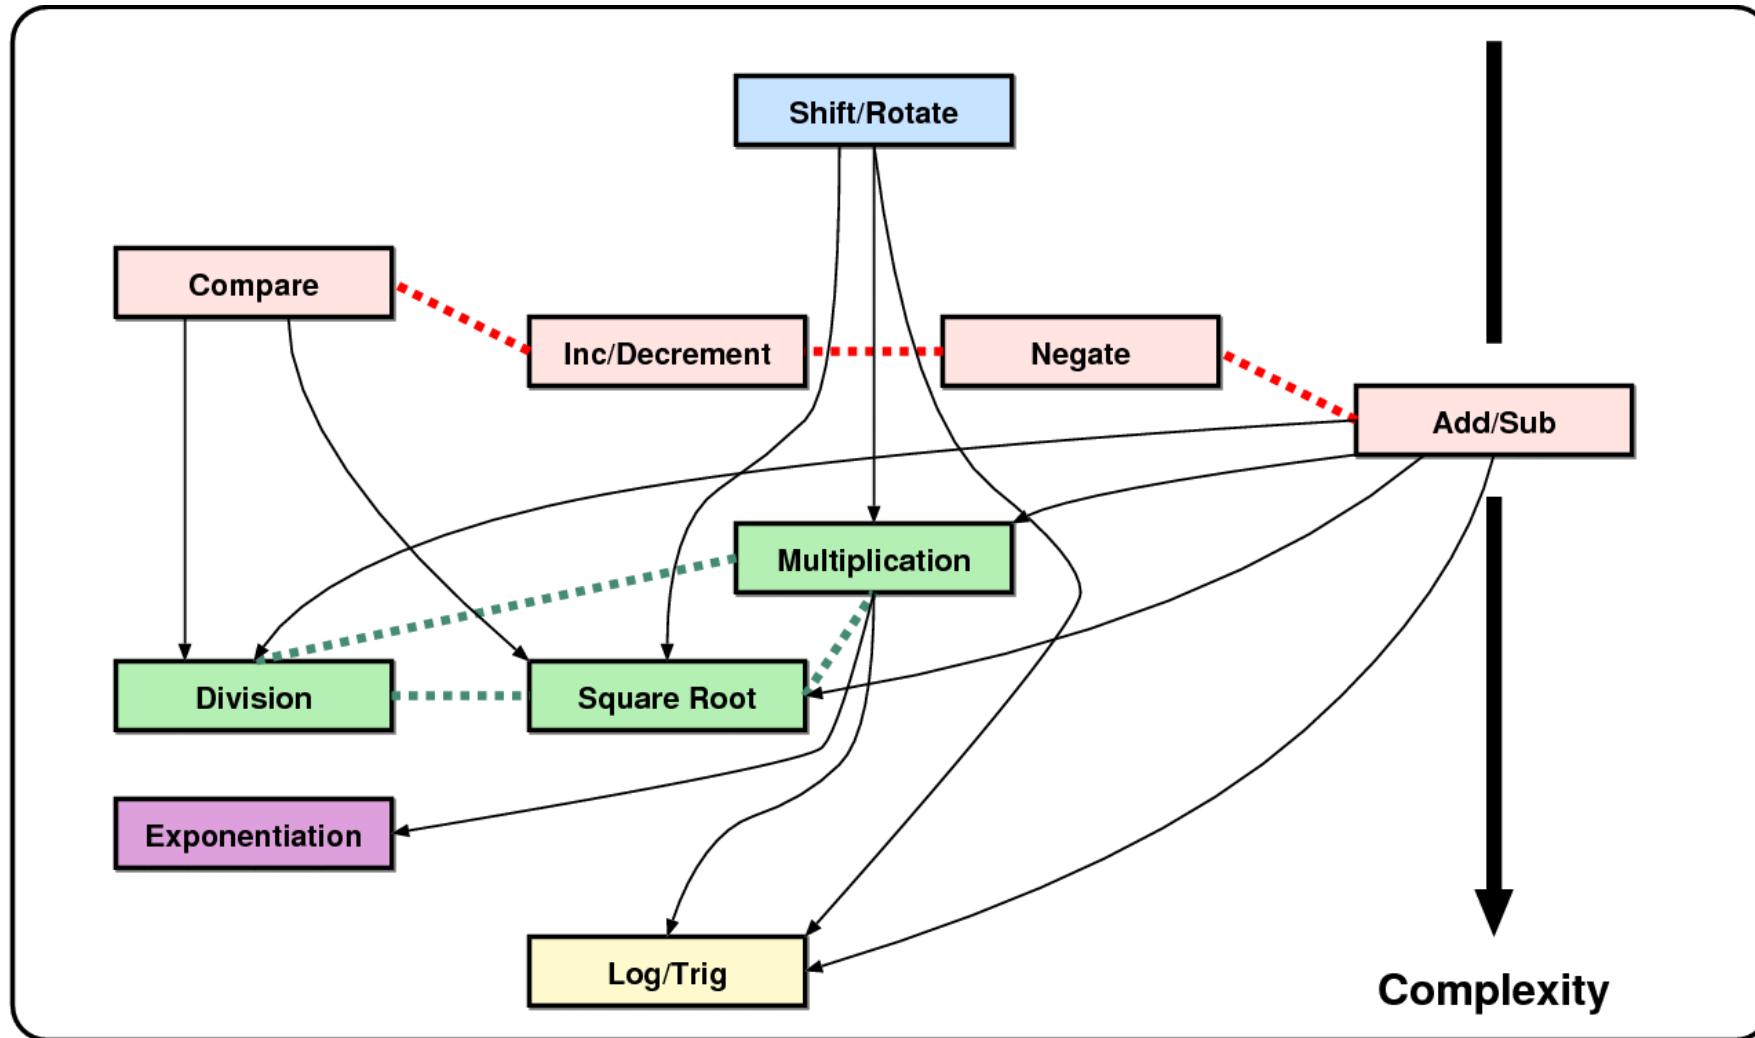 Shift/Rotate
Compare
Inc/Decrement
Negate
Add/Sub
Multiplication
Division
Square Root
Exponentiation
Log/Trig
Complexity